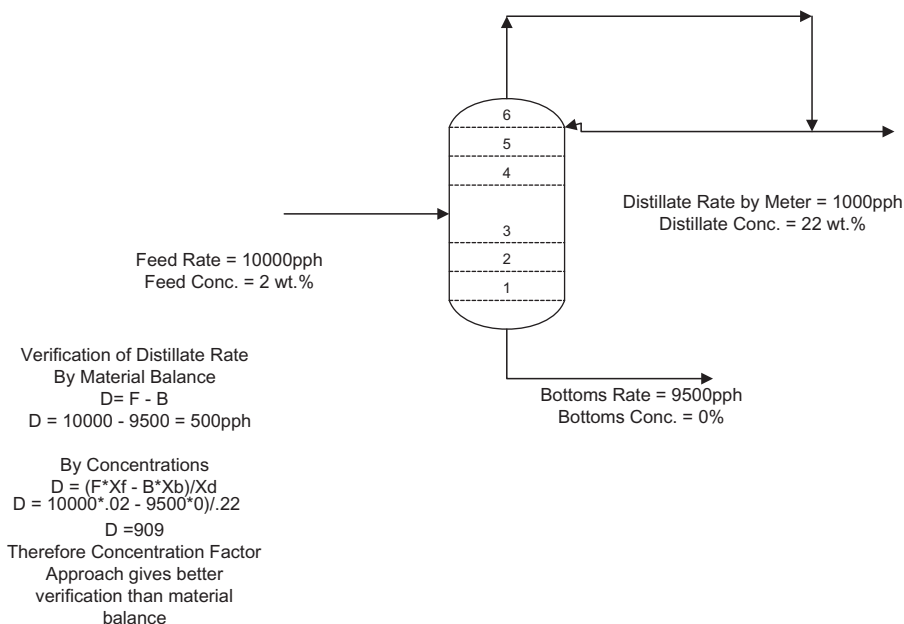 6
5
4
3
2
1
Distillate Rate by Meter = 1000pph
Distillate Conc. = 22 wt.%
Feed Rate = 10000pph
Feed Conc. = 2 wt.%
Bottoms Rate = 9500pph
Bottoms Conc. = 0%
Verification of Distillate Rate
By Material Balance
D= F - B
D = 10000 - 9500 = 500pph
By Concentrations
D = (F*Xf - B*Xb)/Xd
D = 10000*.02 - 9500*0)/.22
D =909
Therefore Concentration Factor
Approach gives better
verification than material
balance